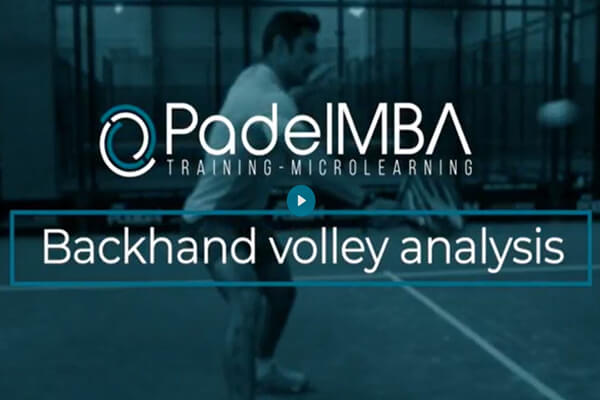 PadelMBA
TRAINING-MICROLEARNING
Backhand volley analysis